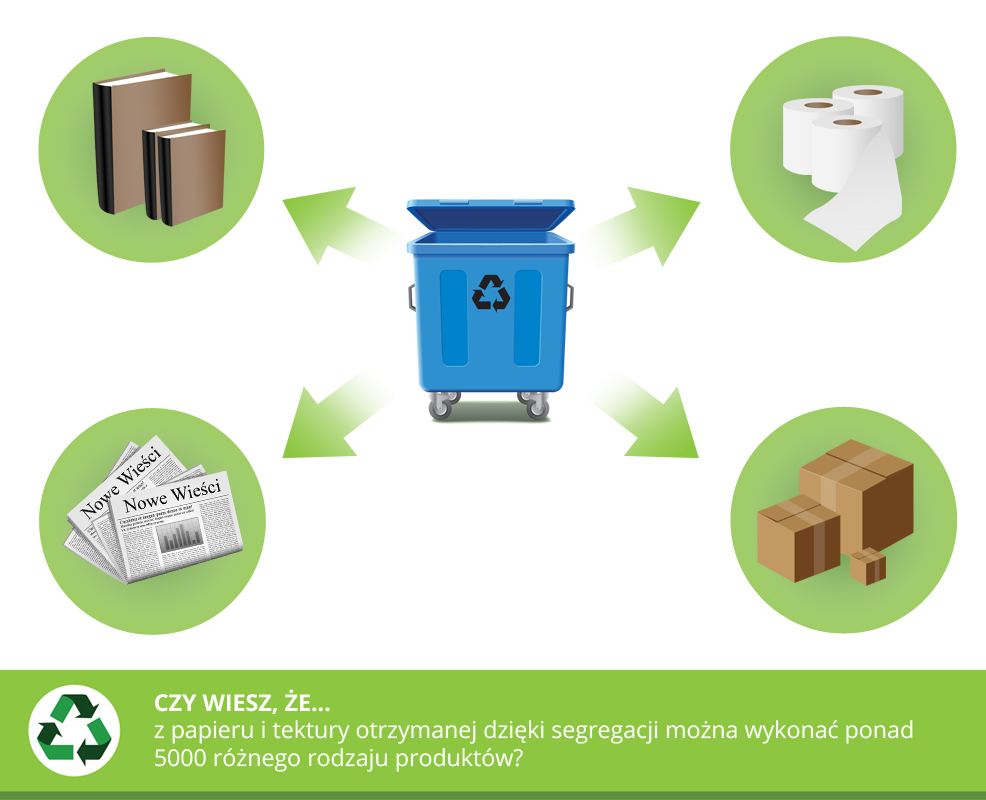 Nowe Wieści
Nowe Wieści
CZY WIESZ, ŻE...
z papieru i tektury otrzymanej dzięki segregacji można wykonać ponad
5000 różnego rodzaju produktów?